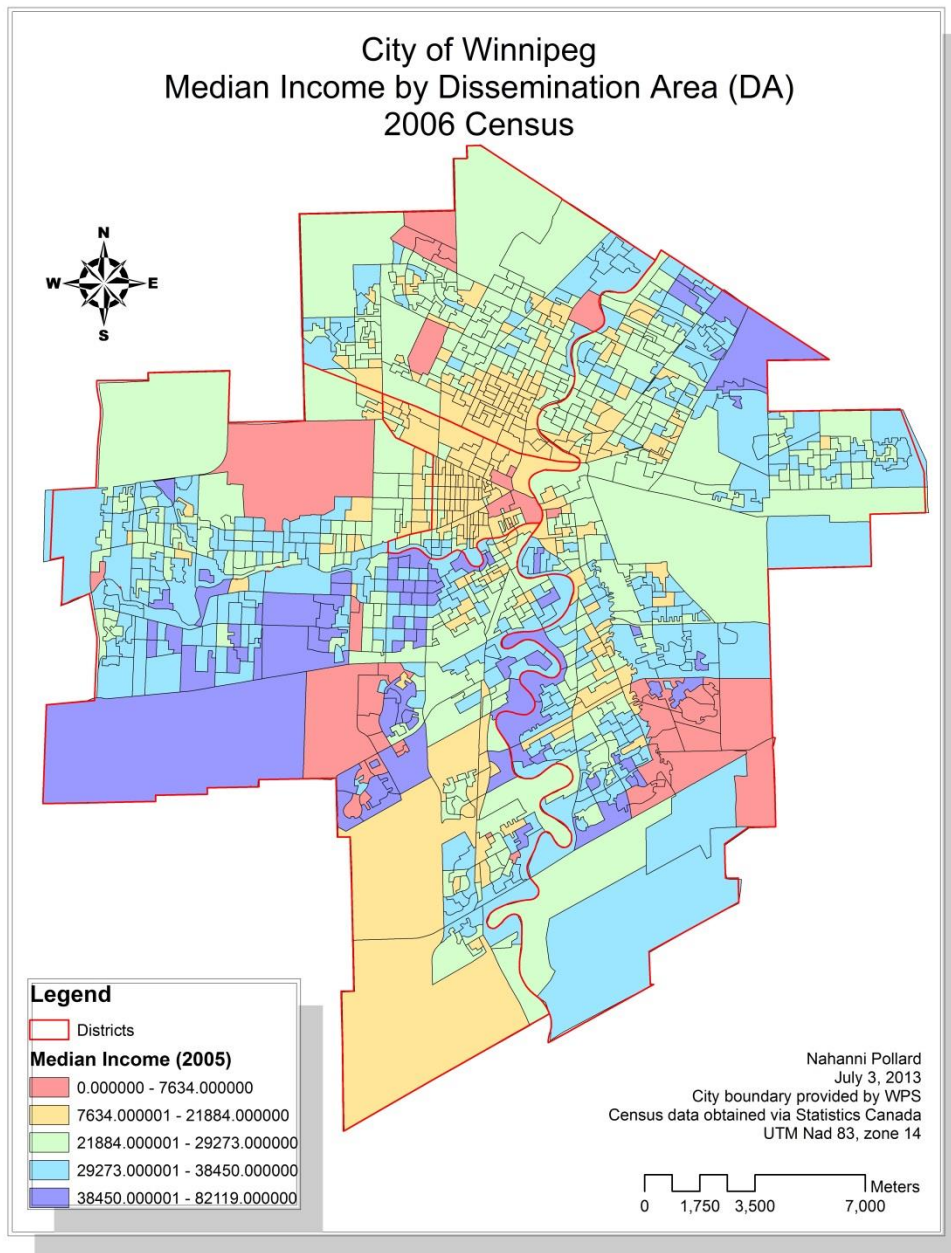 City of Winnipeg
Median Income by Dissemination Area (DA)
2006 Census
N
W E
S
Legend
Districts
Median Income (2005)
0.000000 - 7634.000000
7634.000001 - 21884.000000
21884.000001 - 29273.000000
29273.000001 - 38450.000000
38450.000001 - 82119.000000
Nahanni Pollard
July 3, 2013
City boundary provided by WPS
Census data obtained via Statistics Canada
UTM Nad 83, zone 14
Meters
0 1,750 3,500 7,000